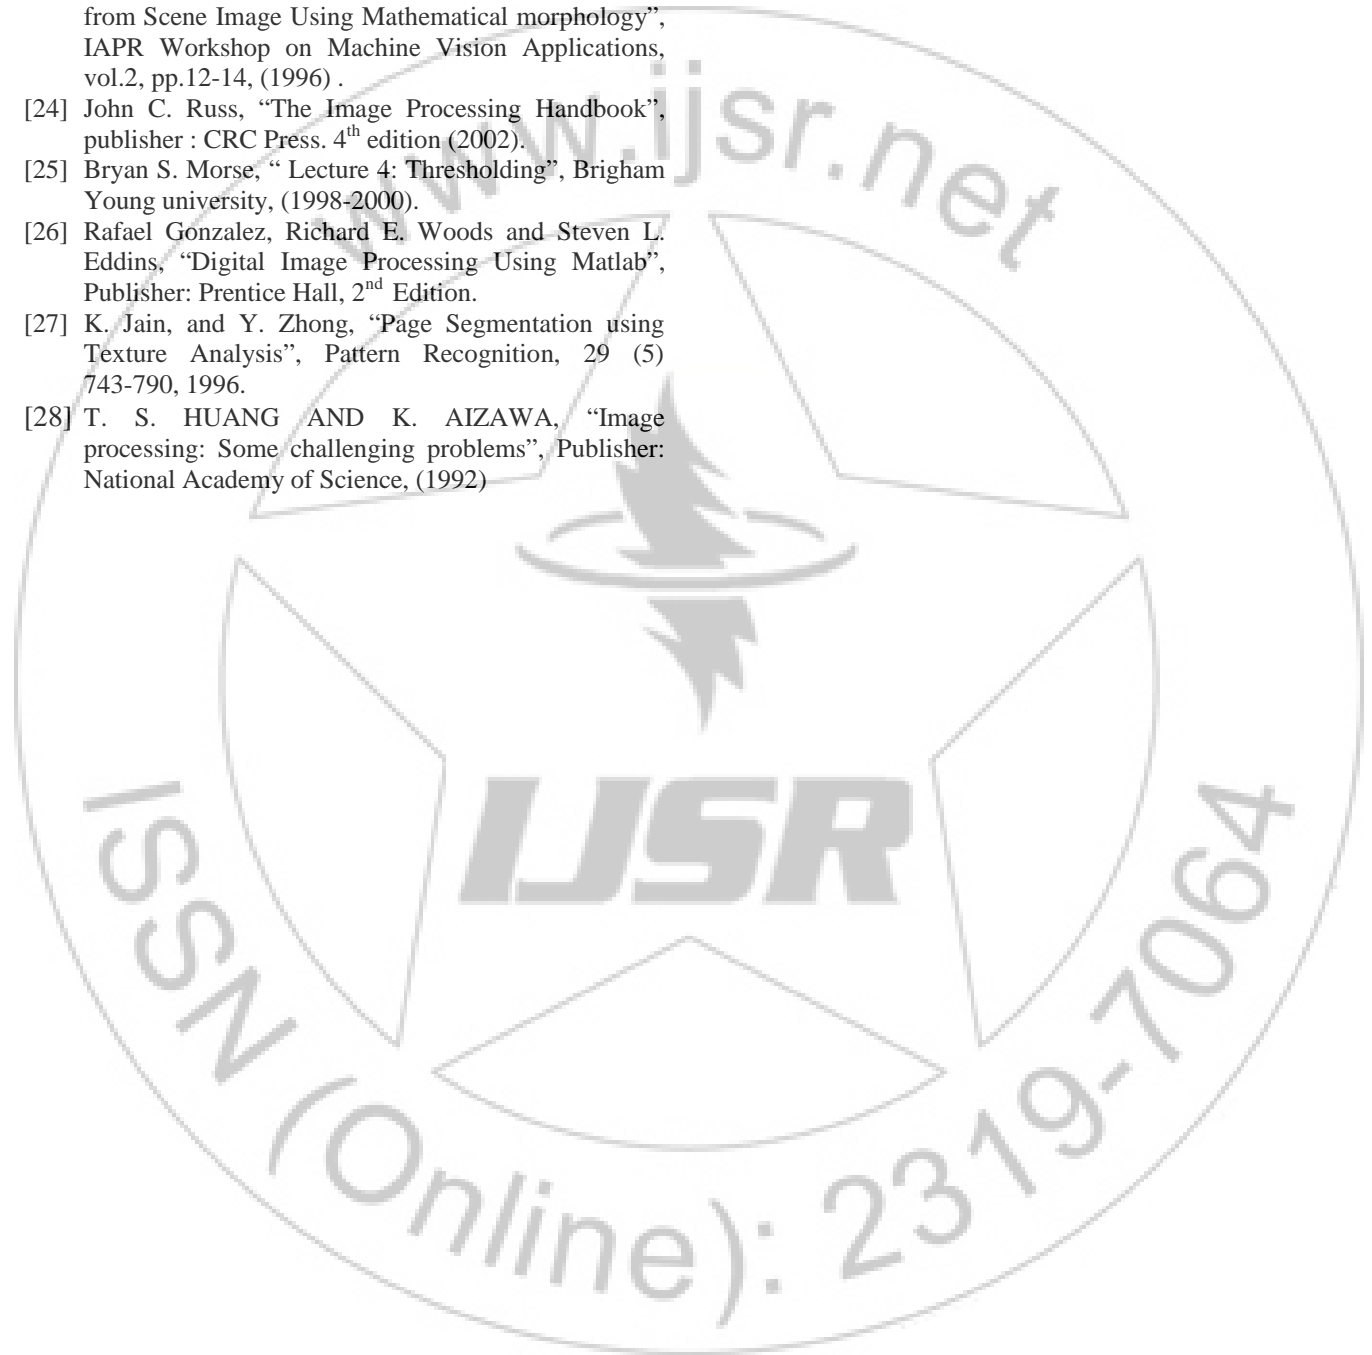 from Scene Image Using Mathematical morphology”,
IAPR Workshop on Machine Vision Applications,
vol.2, pp.12-14, (1996) .
[24] John C. Russ, “The Image Processing Handbook”,
publisher : CRC Press. 4th edition (2002).
[25] Bryan S. Morse, “ Lecture 4: Thresholding”, Brigham
Young university, (1998-2000).
[26] Rafael Gonzalez, Richard E. Woods and Steven L.
Eddins, “Digital Image Processing Using Matlab”,
Publisher: Prentice Hall, 2nd Edition.
[27] K. Jain, and Y. Zhong, “Page Segmentation using
Texture Analysis”, Pattern Recognition, 29 (5)
743-790, 1996.
[28] T. S. HUANG AND K. AIZAWA, “Image
processing: Some challenging problems”, Publisher:
National Academy of Science, (1992)
www.ijsr.net
IJSR
ISSN (Online): 2319-7064